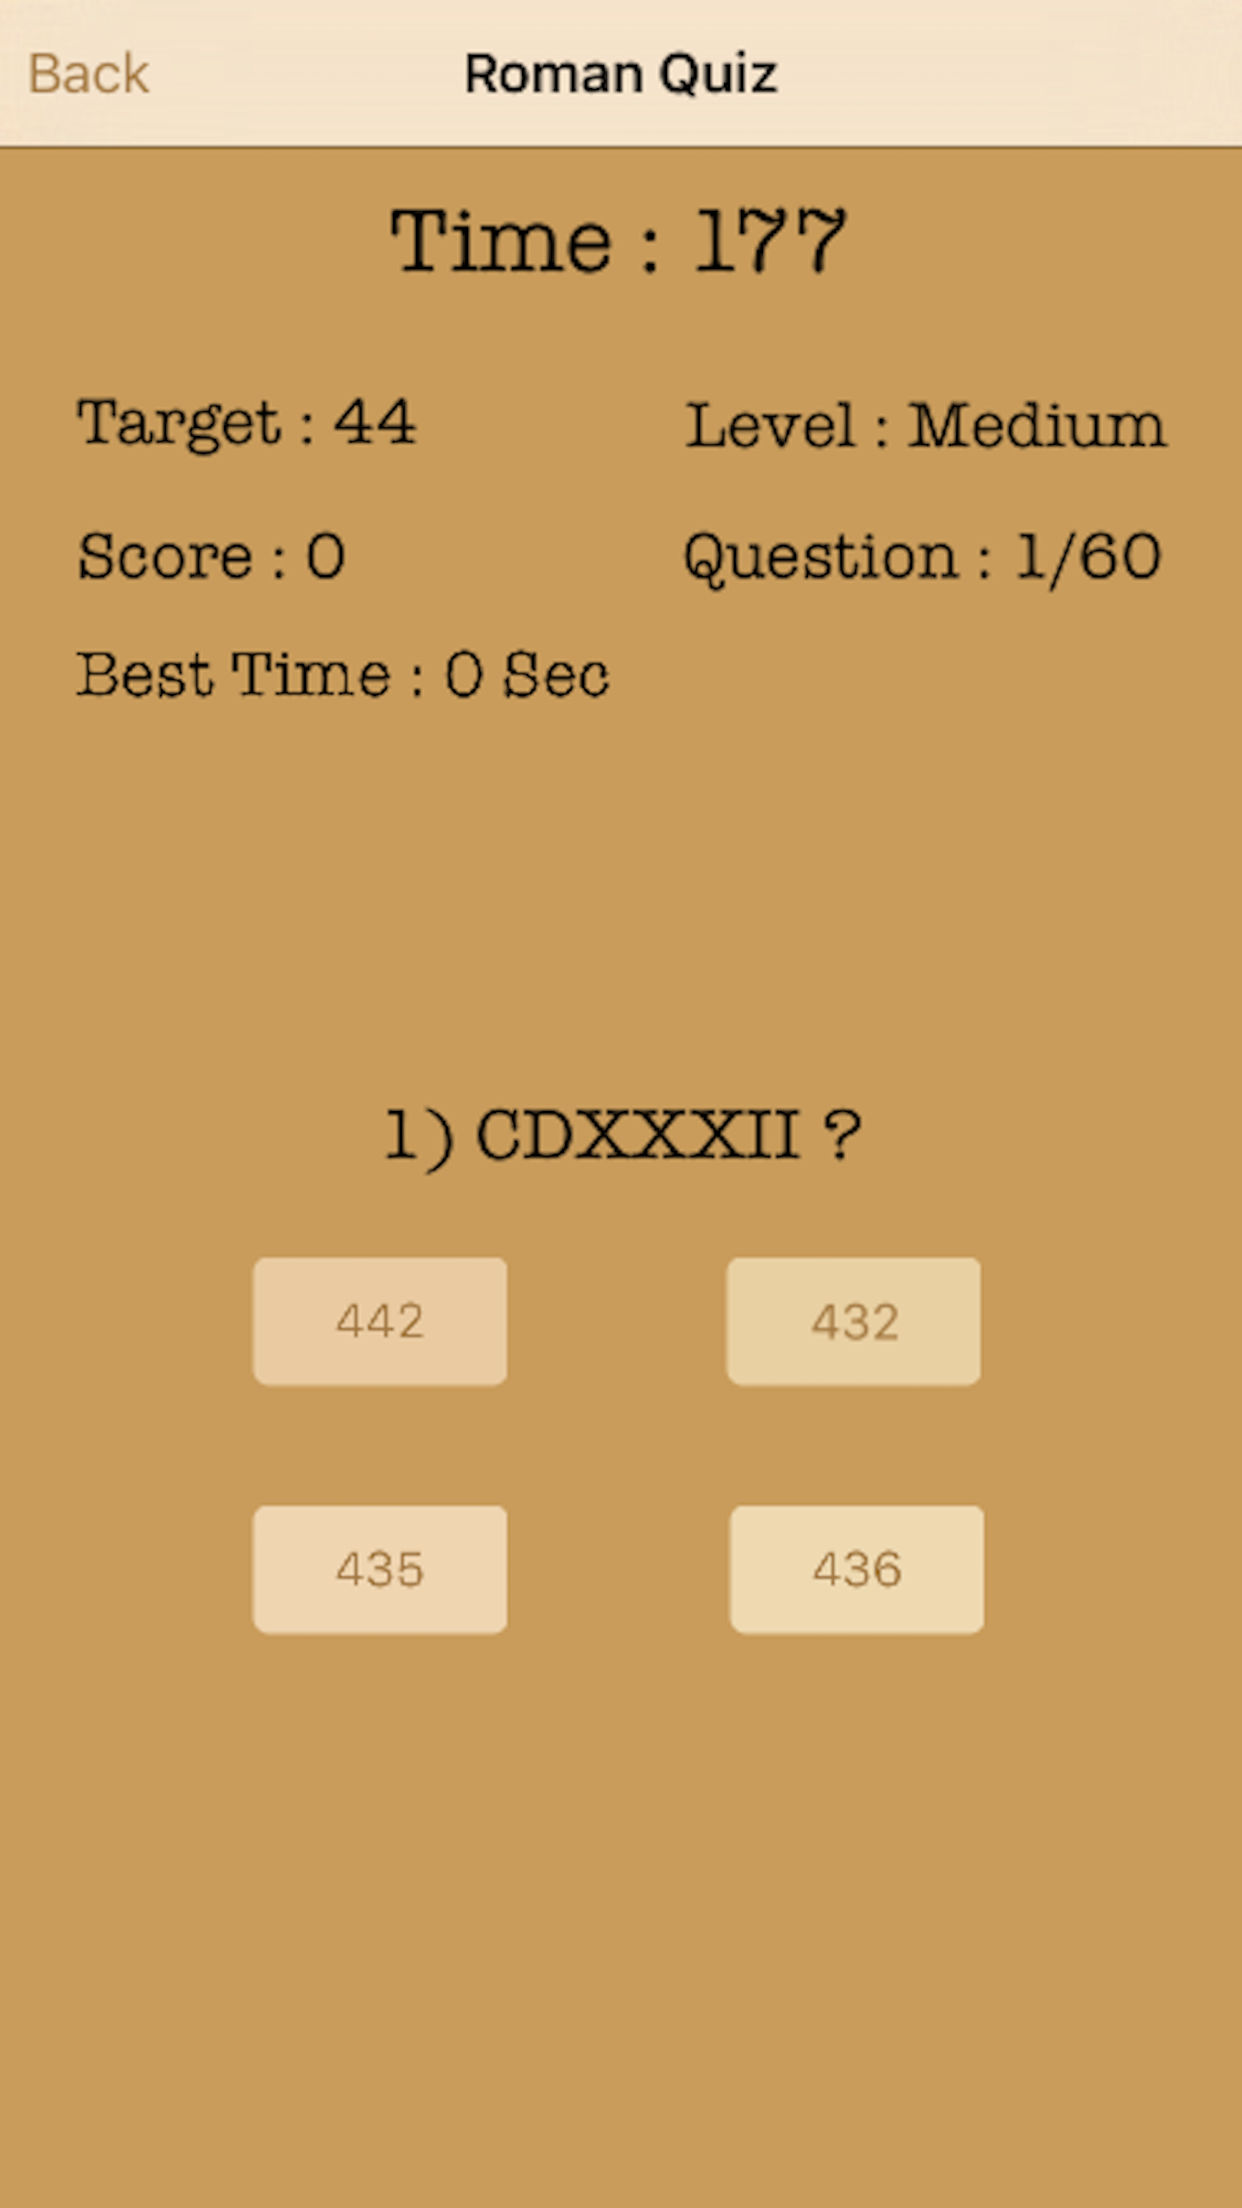 Back Roman Quiz
Time : 177
Target : 44 Level : Medium
Score : 0 Question : 1/60
Best Time : 0 Sec
1) CDXXXII ?
442 432
435 436